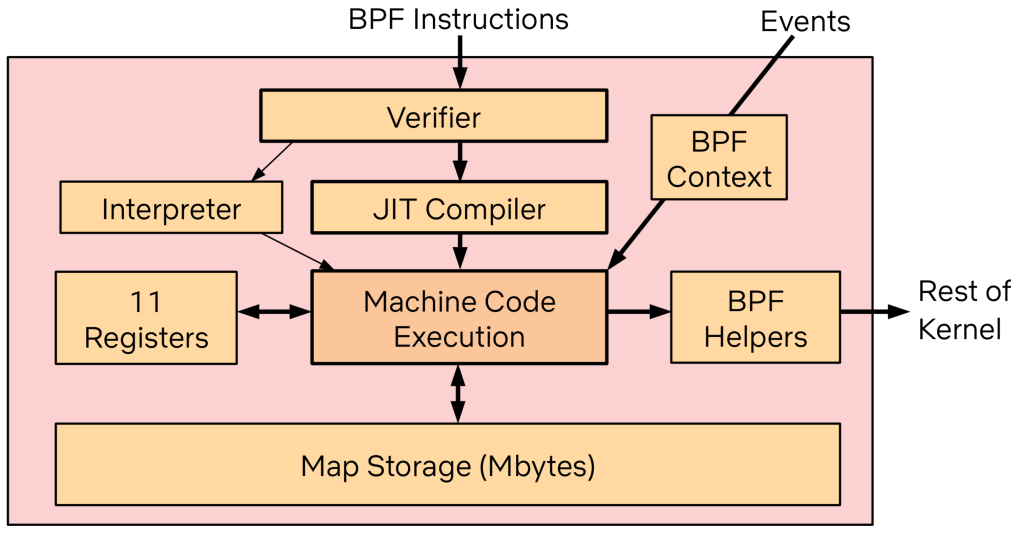 BPF Instructions
Events
Verifier
BPF
Context
Interpreter
JIT Compiler
11
Registers
Machine Code
Execution
BPF
Helpers
Rest of
Kernel
Map Storage (Mbytes)